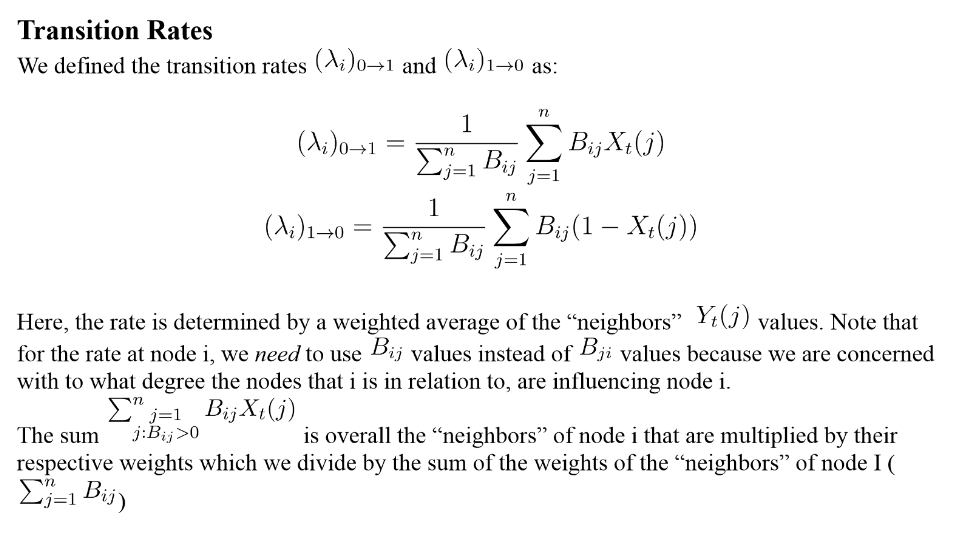 Transition Rates
We defined the transition rates (λ_i)_{0→1} and (λ_i)_{1→0} as:
(λ_i)_{0→1} = \frac{1}{\sum_{j=1}^{n} B_{ij}} \sum_{j=1}^{n} B_{ij} X_t(j)
(λ_i)_{1→0} = \frac{1}{\sum_{j=1}^{n} B_{ij}} \sum_{j=1}^{n} B_{ij} (1 − X_t(j))
Here, the rate is determined by a weighted average of the “neighbors” Y_t(j) values. Note that
for the rate at node i, we need to use B_{ij} values instead of B_{ji} values because we are concerned
with to what degree the nodes that i is in relation to, are influencing node i.
The sum \sum^{n}_{j=1, j:B_{ij}>0} B_{ij} X_t(j) is overall the “neighbors” of node i that are multiplied by their
respective weights which we divide by the sum of the weights of the “neighbors” of node I (
\sum_{j=1}^{n} B_{ij})